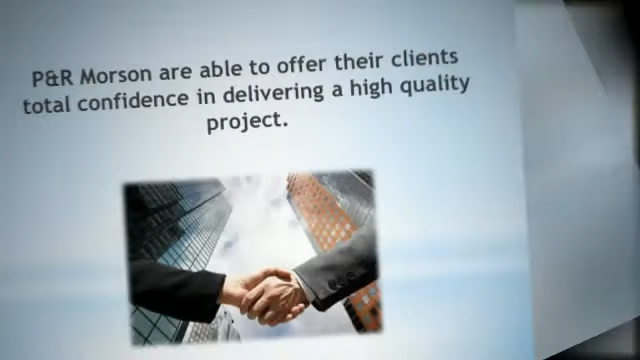 P&R Morson are able to offer their clients
total confidence in delivering a high quality
project.